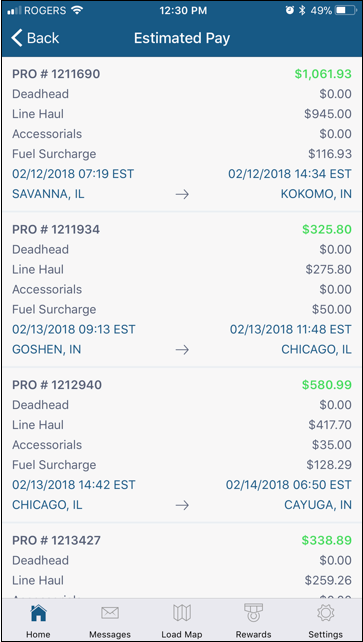 ROGERS 12:30 PM 49%
Back Estimated Pay
PRO # 1211690 $1,061.93
Deadhead $0.00
Line Haul $945.00
Accessorials $0.00
Fuel Surcharge $116.93
02/12/2018 07:19 EST 02/12/2018 14:34 EST
SAVANNA, IL → KOKOMO, IN
PRO # 1211934 $325.80
Deadhead $0.00
Line Haul $275.80
Accessorials $0.00
Fuel Surcharge $50.00
02/13/2018 09:13 EST 02/13/2018 11:48 EST
GOSHEN, IN → CHICAGO, IL
PRO # 1212940 $580.99
Deadhead $0.00
Line Haul $417.70
Accessorials $35.00
Fuel Surcharge $128.29
02/13/2018 14:42 EST 02/14/2018 06:50 EST
CHICAGO, IL → CAYUGA, IN
PRO # 1213427 $338.89
Deadhead $0.00
Line Haul $259.26
Home Messages Load Map Rewards Settings